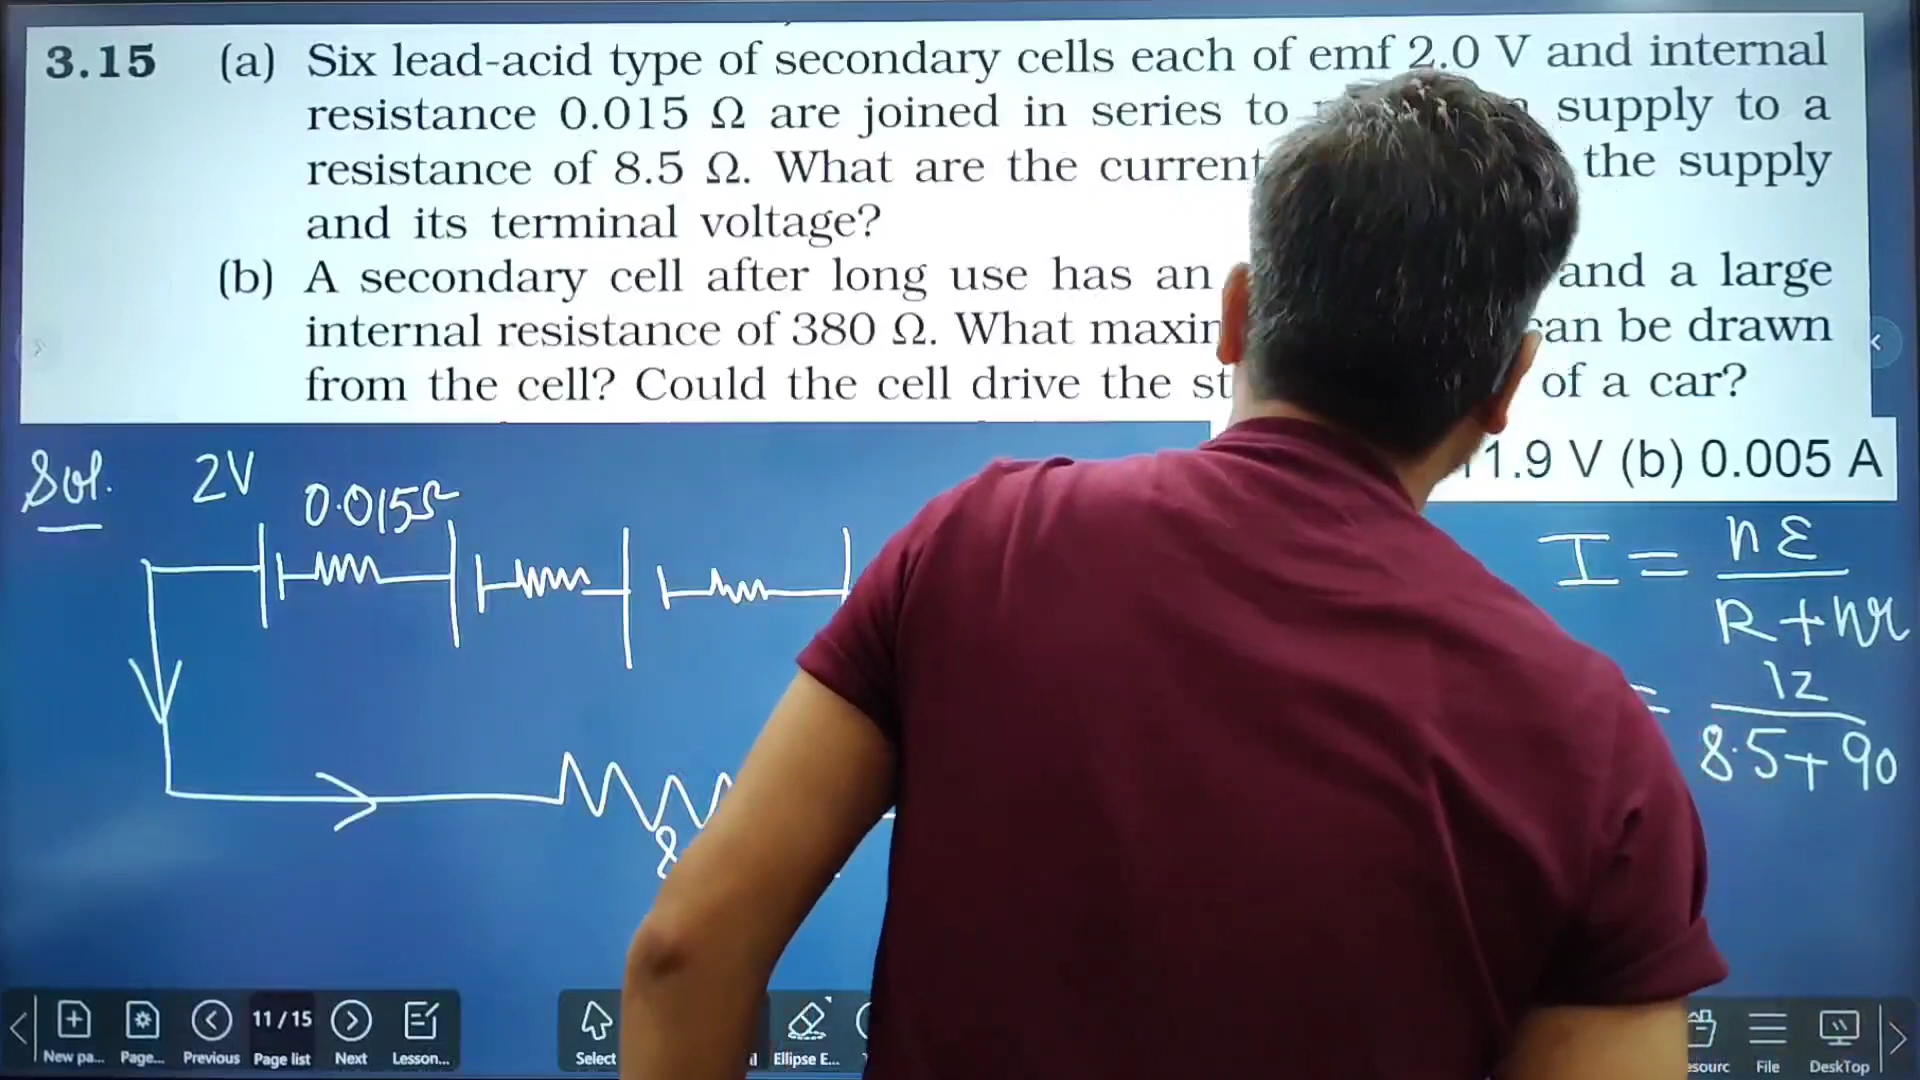 3.15 (a) Six lead-acid type of secondary cells each of emf 2.0 V and internal
resistance 0.015 Ω are joined in series to supply to a
resistance of 8.5 Ω. What are the current the supply
and its terminal voltage?
(b) A secondary cell after long use has an and a large
internal resistance of 380 Ω. What can be drawn
from the cell? Could the cell drive the of a car?
1.9 V (b) 0.005 A
Sol. 2V
0.015Ω
I = nε
R+nr
= 12
8.5+90
8
New pa...
Page...
Previous
11/15
Page list
Next
Lesson...
Select
Ellipse E...
File
DeskTop